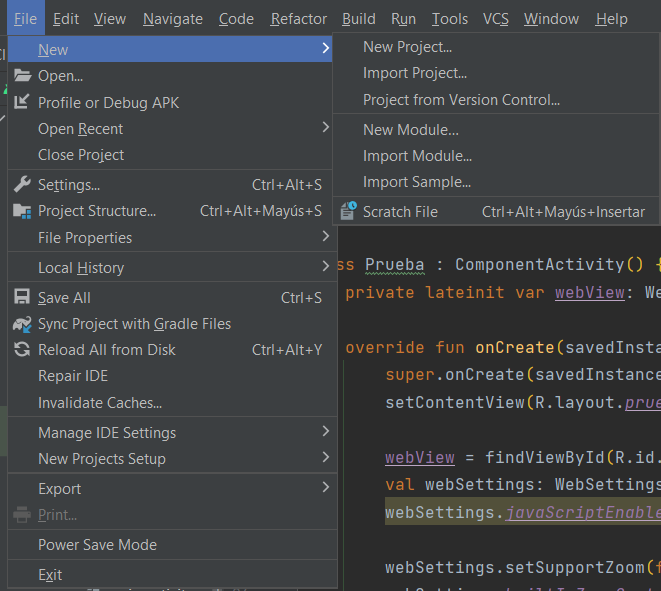 File Edit View Navigate Code Refactor Build Run Tools VCS Window Help
New
Open...
Profile or Debug APK
Open Recent
Close Project
Settings... Ctrl+Alt+S
Project Structure... Ctrl+Alt+Mayús+S
File Properties
Local History
Save All Ctrl+S
Sync Project with Gradle Files
Reload All from Disk Ctrl+Alt+Y
Repair IDE
Invalidate Caches...
Manage IDE Settings
New Projects Setup
Export
Print...
Power Save Mode
Exit
New Project...
Import Project...
Project from Version Control...
New Module...
Import Module...
Import Sample...
Scratch File Ctrl+Alt+Mayús+Insertar
ss Prueba : ComponentActivity() {
private lateinit var webView: We
override fun onCreate(savedInsta
super.onCreate(savedInstance
setContentView(R.layout.prue
webView = findViewById(R.id.
val webSettings: WebSettings
webSettings.javaScriptEnable
webSettings.setSupportZoom(